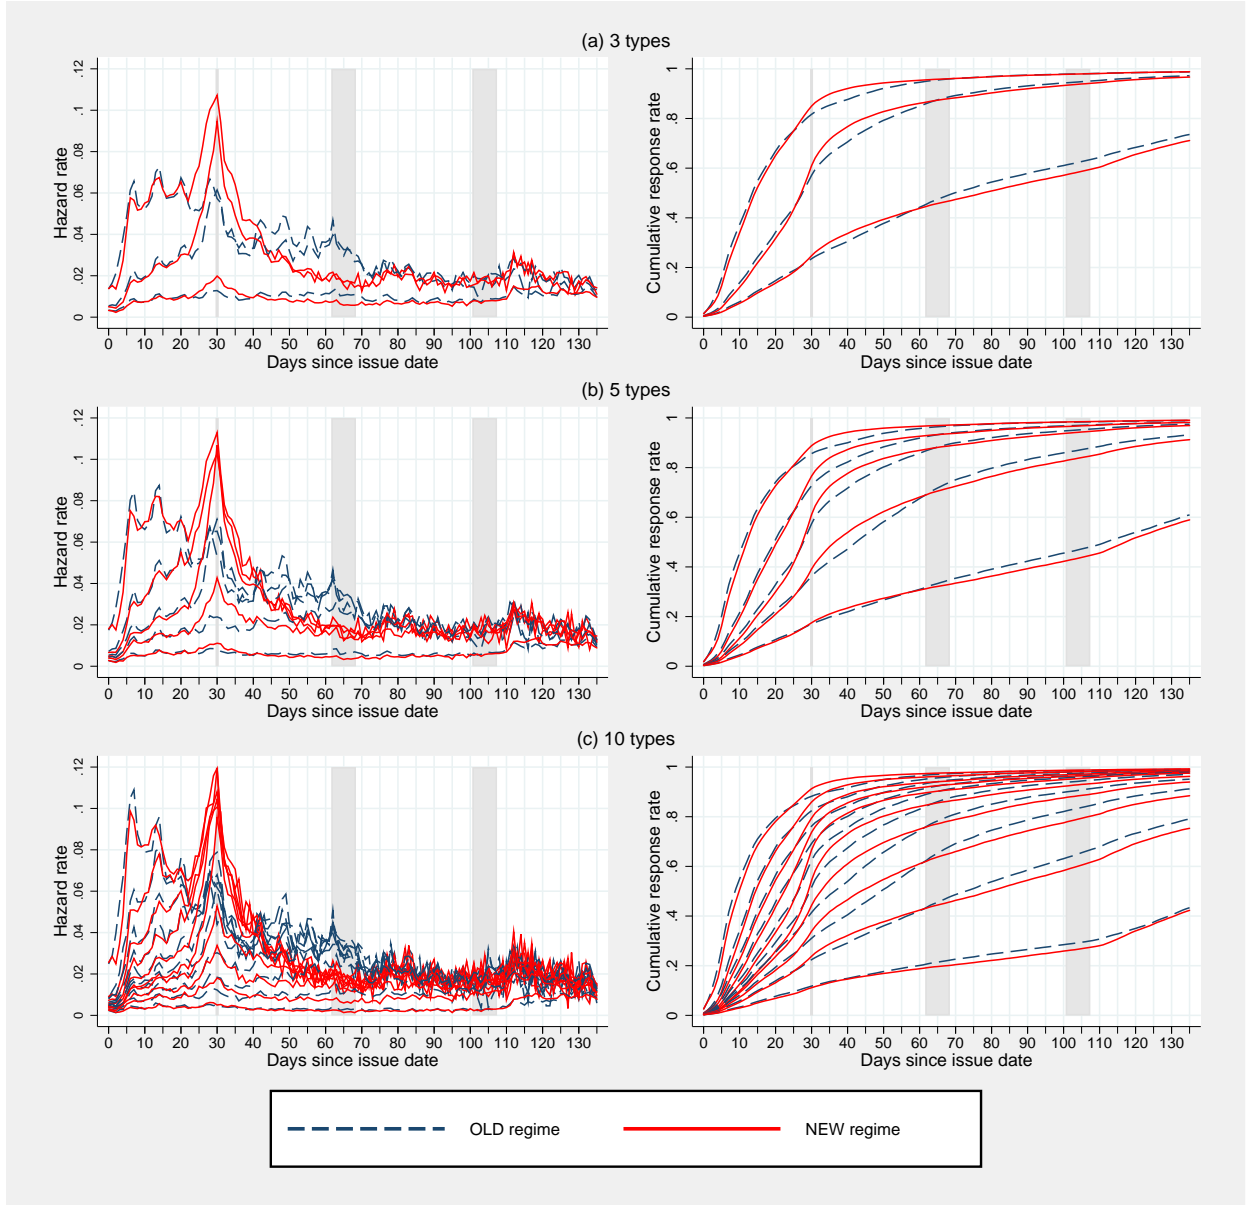 (a) 3 types
Hazard rate
0 .02 .04 .06 .08 .1 .12
0 10 20 30 40 50 60 70 80 90 100 110 120 130
Days since issue date
Cumulative response rate
0 .2 .4 .6 .8 1
0 10 20 30 40 50 60 70 80 90 100 110 120 130
Days since issue date
(b) 5 types
Hazard rate
0 .02 .04 .06 .08 .1 .12
0 10 20 30 40 50 60 70 80 90 100 110 120 130
Days since issue date
Cumulative response rate
0 .2 .4 .6 .8 1
0 10 20 30 40 50 60 70 80 90 100 110 120 130
Days since issue date
(c) 10 types
Hazard rate
0 .02 .04 .06 .08 .1 .12
0 10 20 30 40 50 60 70 80 90 100 110 120 130
Days since issue date
Cumulative response rate
0 .2 .4 .6 .8 1
0 10 20 30 40 50 60 70 80 90 100 110 120 130
Days since issue date
OLD regime
NEW regime